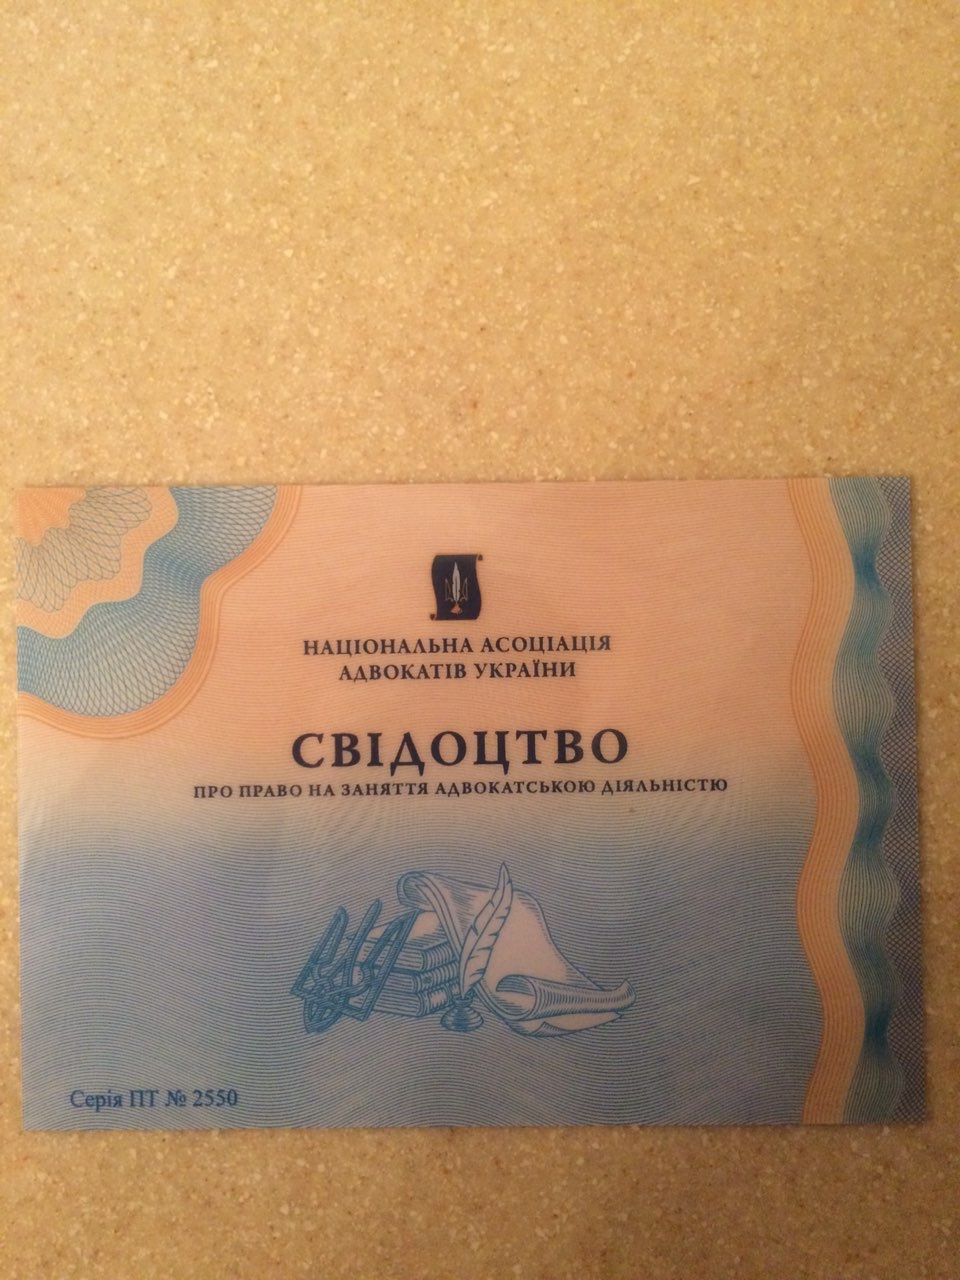 НАЦІОНАЛЬНА АСОЦІАЦІЯ
АДВОКАТІВ УКРАЇНИ
СВІДОЦТВО
ПРО ПРАВО НА ЗАНЯТТЯ АДВОКАТСЬКОЮ ДІЯЛЬНІСТЮ
Серія ПТ № 2550